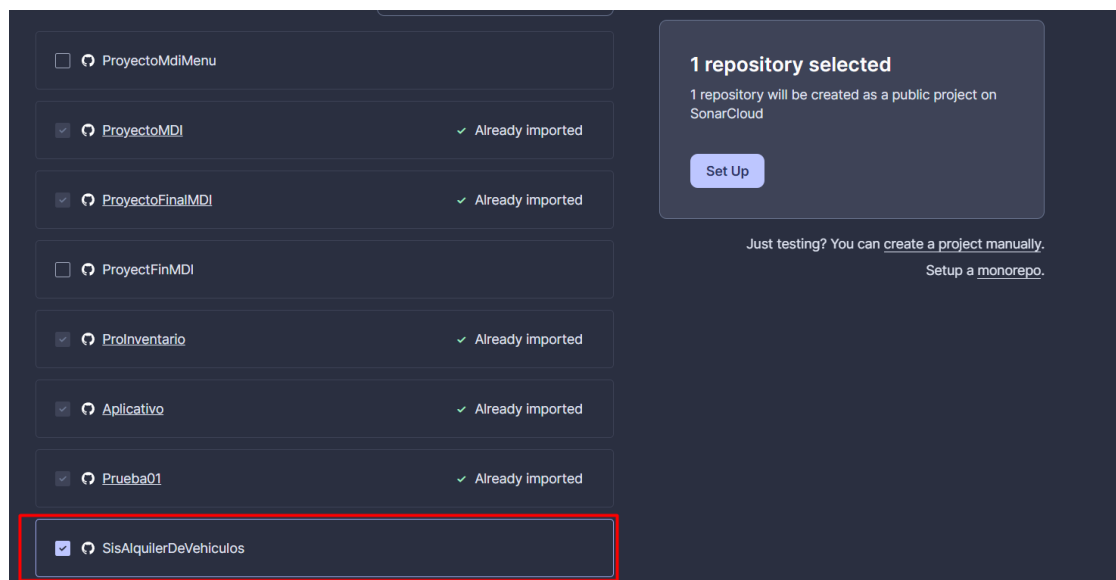 ProyectoMdiMenu
ProyectoMDI
Already imported
ProyectoFinalMDI
Already imported
ProyectFinMDI
ProInventario
Already imported
Aplicativo
Already imported
Prueba01
Already imported
SisAlquilerDeVehiculos
1 repository selected
1 repository will be created as a public project on
SonarCloud
Set Up
Just testing? You can create a project manually.
Setup a monorepo.